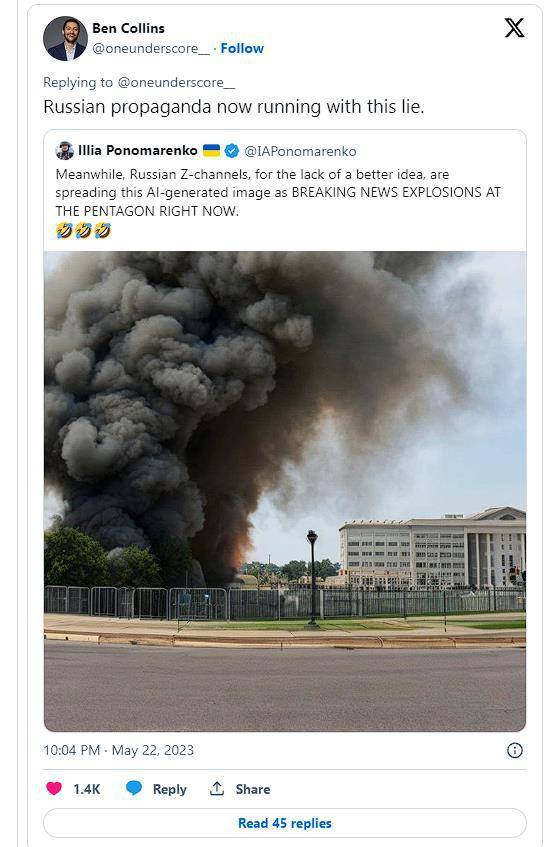 Ben Collins
@oneunderscore__ · Follow
Replying to @oneunderscore__
Russian propaganda now running with this lie.
Illia Ponomarenko 🇺🇦 @IAPonomarenko
Meanwhile, Russian Z-channels, for the lack of a better idea, are
spreading this AI-generated image as BREAKING NEWS EXPLOSIONS AT
THE PENTAGON RIGHT NOW.
🤣🤣🤣
10:04 PM · May 22, 2023
1.4K Reply Share
Read 45 replies